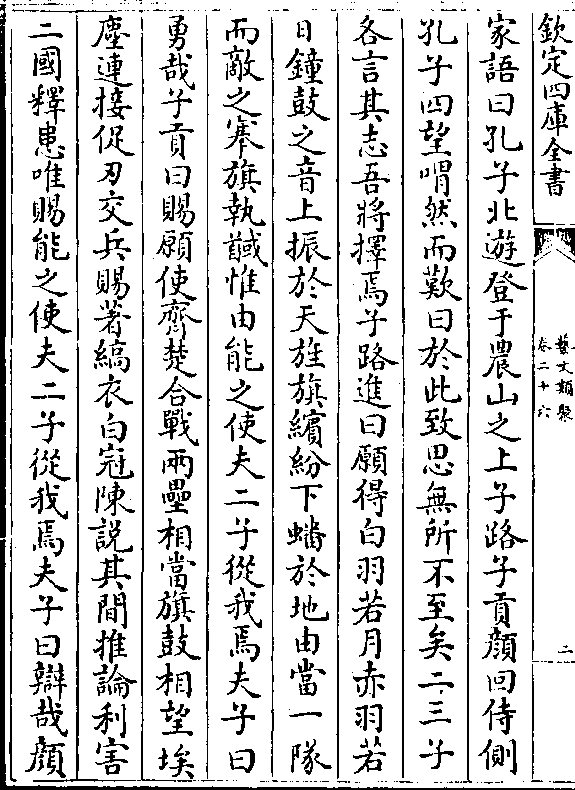 欽定四庫全書
藝文類聚
卷二十六
二
家語曰孔子北遊登于農山之上子路子貢顔回侍側
孔子四望喟然而歎曰於此致思無所不至矣二三子
各言其志吾將擇焉子路進曰願得白羽若月赤羽若
日鐘鼓之音上振於天旌旗繽紛下蟠於地由當一隊
而敵之搴旗執馘惟由能之使夫二子從我焉夫子曰
勇哉子貢曰賜願使齊楚合戰兩壘相當旗鼓相望埃
塵連接促刃交兵賜著縞衣白冠陳説其間推論利害
二國釋患唯賜能之使夫二子從我焉夫子曰辯哉顔